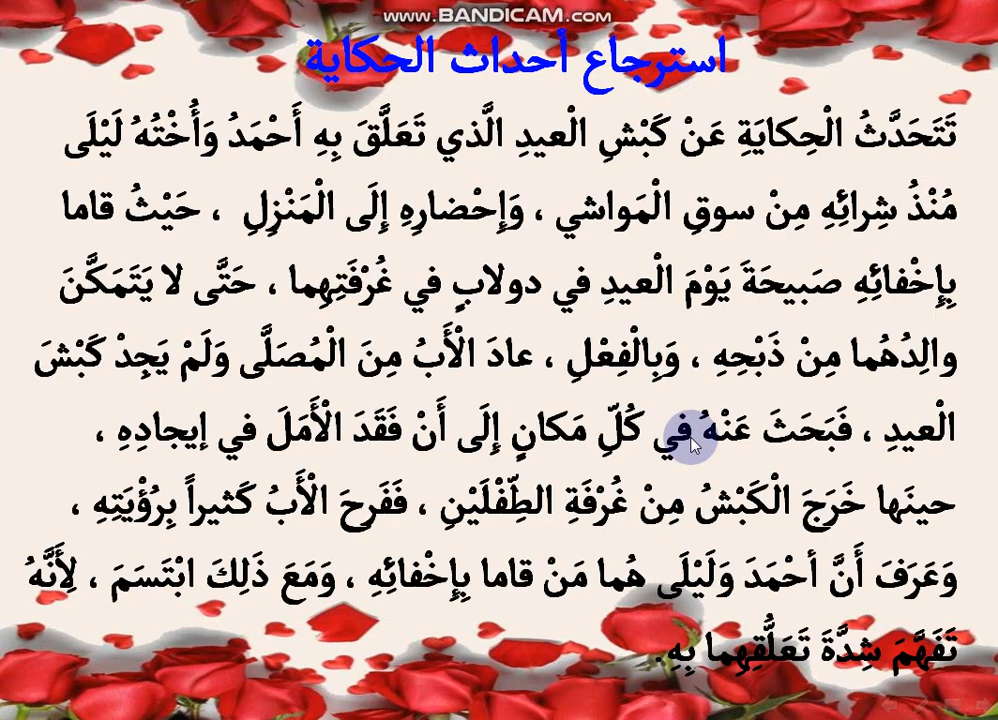 WWW.BANDICAM.COM
استرجاع أحداث الحكاية
تَتَحَدَّثُ الْحِكايَةِ عَنْ كَبْشِ الْعيدِ الَّذي تَعَلَّقَ بِهِ أَحْمَدُ وَأُخْتُهُ لَيْلَى
مُنْذُ شِرائِهِ مِنْ سوقِ الْمَواشي ، وَإِحْضارِهِ إِلَى الْمَنْزِلِ ، حَيْثُ قاما
بِإِخْفائِهِ صَبيحَةَ يَوْمَ الْعيدِ في دولابٍ في غُرْفَتِهِما ، حَتَّى لا يَتَمَكَّنَ
والِدُهُما مِنْ ذَبْحِهِ ، وَبِالْفِعْلِ ، عادَ الْأَبُ مِنَ الْمُصَلَّى وَلَمْ يَجِدْ كَبْشَ
الْعيدِ ، فَبَحَثَ عَنْهُ في كُلّ مَكانٍ إِلَى أَنْ فَقَدَ الْأَمَلَ في إيجادِهِ ،
حينَها خَرَجَ الْكَبْشُ مِنْ غُرْفَةِ الطِّفْلَيْنِ ، فَفَرِحَ الْأَبُ كَثيراً بِرُؤْيَتِهِ ،
وَعَرَفَ أَنَّ أحْمَدَ وَلَيْلَى هُما مَنْ قاما بِإِخْفائِهِ ، وَمَعَ ذَلِكَ ابْتَسَمَ ، لِأَنَّهُ
تَفَهَّمَ شِدَّةَ تَعَلُّقِهِما بِهِ.